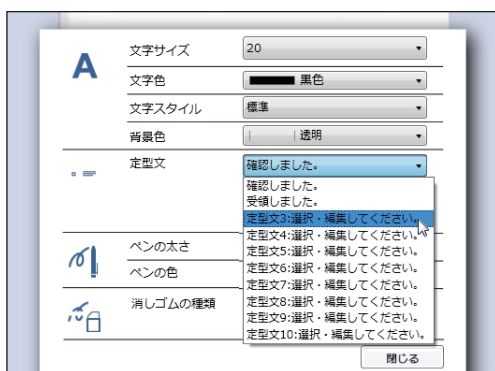 A
文字サイズ 20
文字色 黒色
文字スタイル 標準
背景色 透明
定型文 確認しました。
確認しました。
受領しました。
定型文3:選択・編集してください。
定型文4:選択・編集してください。
定型文5:選択・編集してください。
定型文6:選択・編集してください。
定型文7:選択・編集してください。
定型文8:選択・編集してください。
定型文9:選択・編集してください。
定型文10:選択・編集してください。
ペンの太さ
ペンの色
消しゴムの種類
閉じる